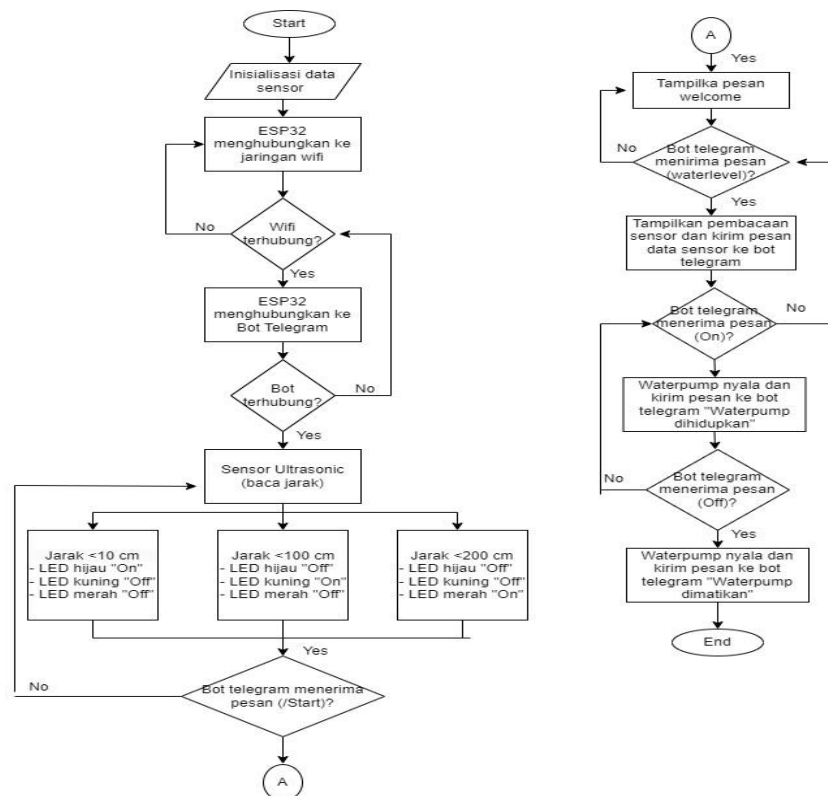 Start
Inisialisasi data
sensor
ESP32
menghubungkan ke
jaringan wifi
No
Wifi
terhubung?
Yes
ESP32
menghubungkan ke
Bot Telegram
Bot
terhubung?
No
Yes
Sensor Ultrasonic
(baca jarak)
Jarak <10 cm
- LED hijau "On"
- LED kuning "Off"
- LED merah "Off"
Jarak <100 cm
- LED hijau "Off"
- LED kuning "On"
- LED merah "Off"
Jarak <200 cm
- LED hijau "Off"
- LED kuning "Off"
- LED merah "On"
Yes
No
Bot telegram menerima
pesan (/Start)?
A
A
Yes
Tampilka pesan
welcome
No
Bot telegram
menirima pesan
(waterlevel)?
Yes
Tampilkan pembacaan
sensor dan kirim pesan
data sensor ke bot
telegram
Bot telegram
menerima pesan
(On)?
No
Waterpump nyala dan
kirim pesan ke bot
telegram "Waterpump
dihidupkan"
No
Bot telegram
menerima pesan
(Off)?
Yes
Waterpump nyala dan
kirim pesan ke bot
telegram "Waterpump
dimatikan"
End